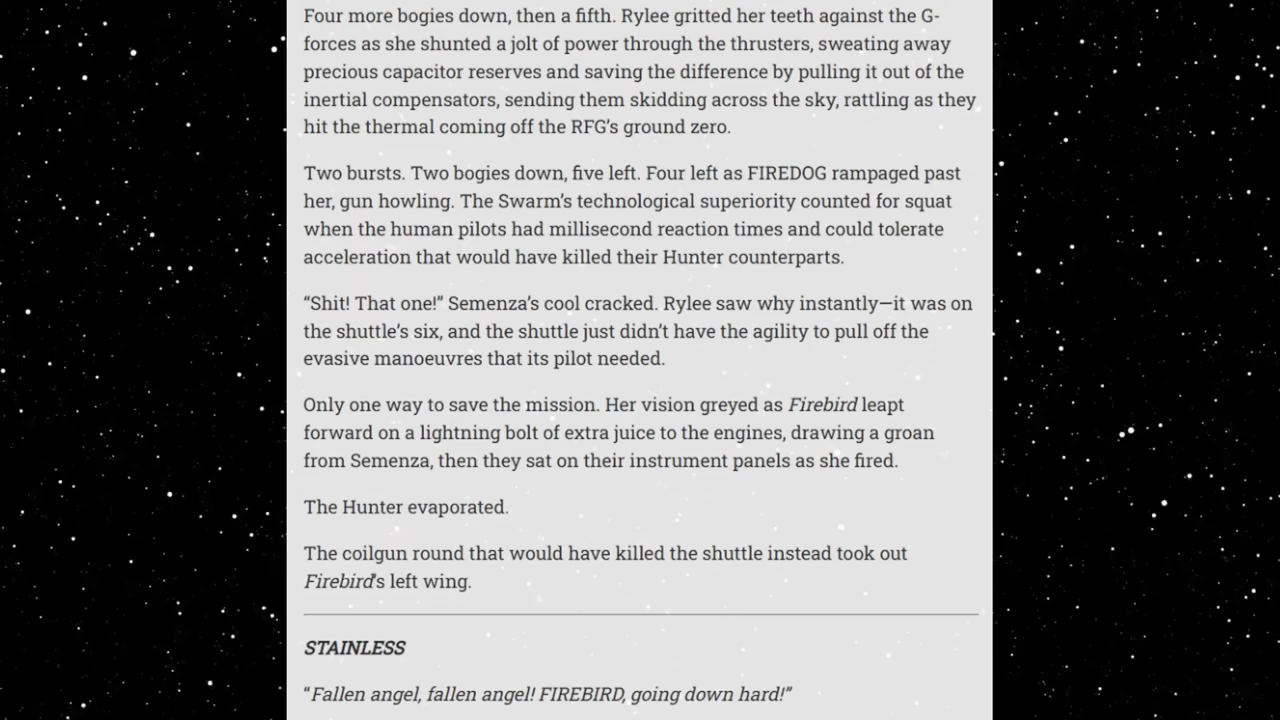 Four more bogies down, then a fifth. Rylee gritted her teeth against the G-
forces as she shunted a jolt of power through the thrusters, sweating away
precious capacitor reserves and saving the difference by pulling it out of the
inertial compensators, sending them skidding across the sky, rattling as they
hit the thermal coming off the RFG’s ground zero.
Two bursts. Two bogies down, five left. Four left as FIREDOG rampaged past
her, gun howling. The Swarm’s technological superiority counted for squat
when the human pilots had millisecond reaction times and could tolerate
acceleration that would have killed their Hunter counterparts.
“Shit! That one!” Semenza’s cool cracked. Rylee saw why instantly—it was on
the shuttle’s six, and the shuttle just didn’t have the agility to pull off the
evasive manoeuvres that its pilot needed.
Only one way to save the mission. Her vision greyed as Firebird leapt
forward on a lightning bolt of extra juice to the engines, drawing a groan
from Semenza, then they sat on their instrument panels as she fired.
The Hunter evaporated.
The coilgun round that would have killed the shuttle instead took out
Firebird’s left wing.
STAINLESS
“Fallen angel, fallen angel! FIREBIRD, going down hard!”